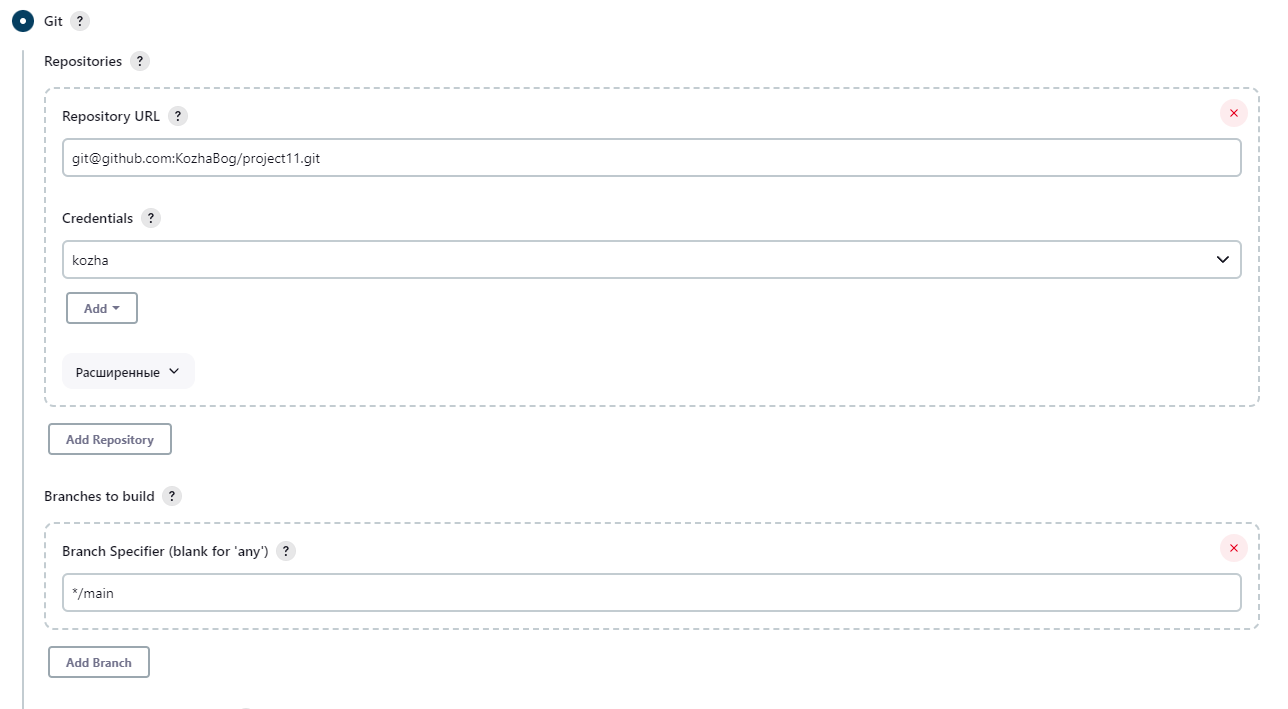 Git ?
Repositories ?
Repository URL ?
git@github.com:KozhaBog/project11.git
Credentials ?
kozha
Add
Расширенные
Add Repository
Branches to build ?
Branch Specifier (blank for 'any') ?
*/main
Add Branch